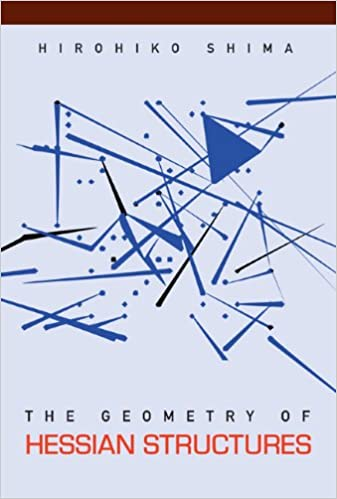 HIROHIKO SHIMA
THE GEOMETRY OF
HESSIAN STRUCTURES